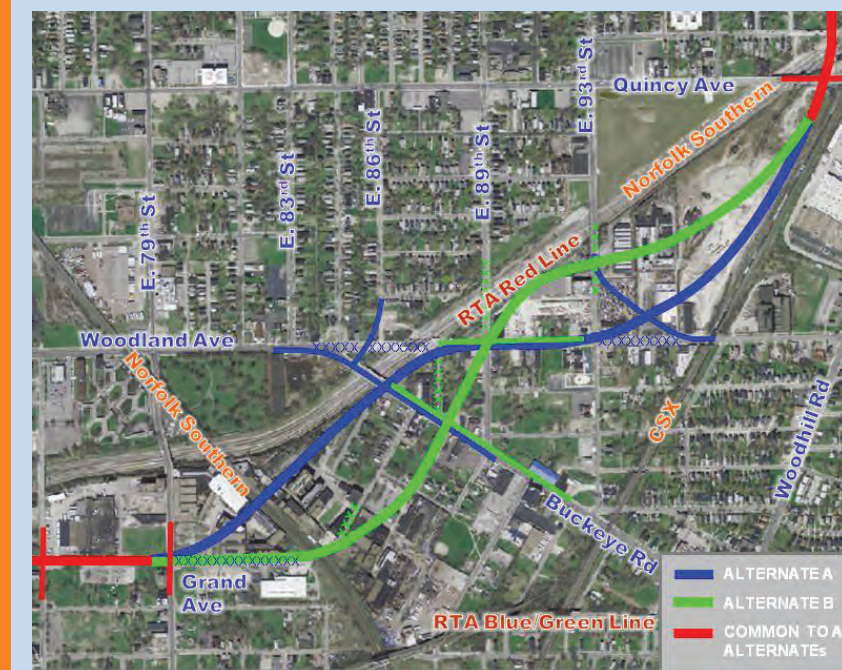 Quincy Ave
E. 93rd St
Norfolk Southern
E. 86th St
E. 89th St
E. 83rd St
E. 79th St
RTA Red Line
Woodland Ave
Norfolk Southern
CSX
Woodhill Rd
Buckeye Rd
Grand
Ave
RTA Blue/Green Line
ALTERNATE A
ALTERNATE B
COMMON TO A
ALTERNATEs